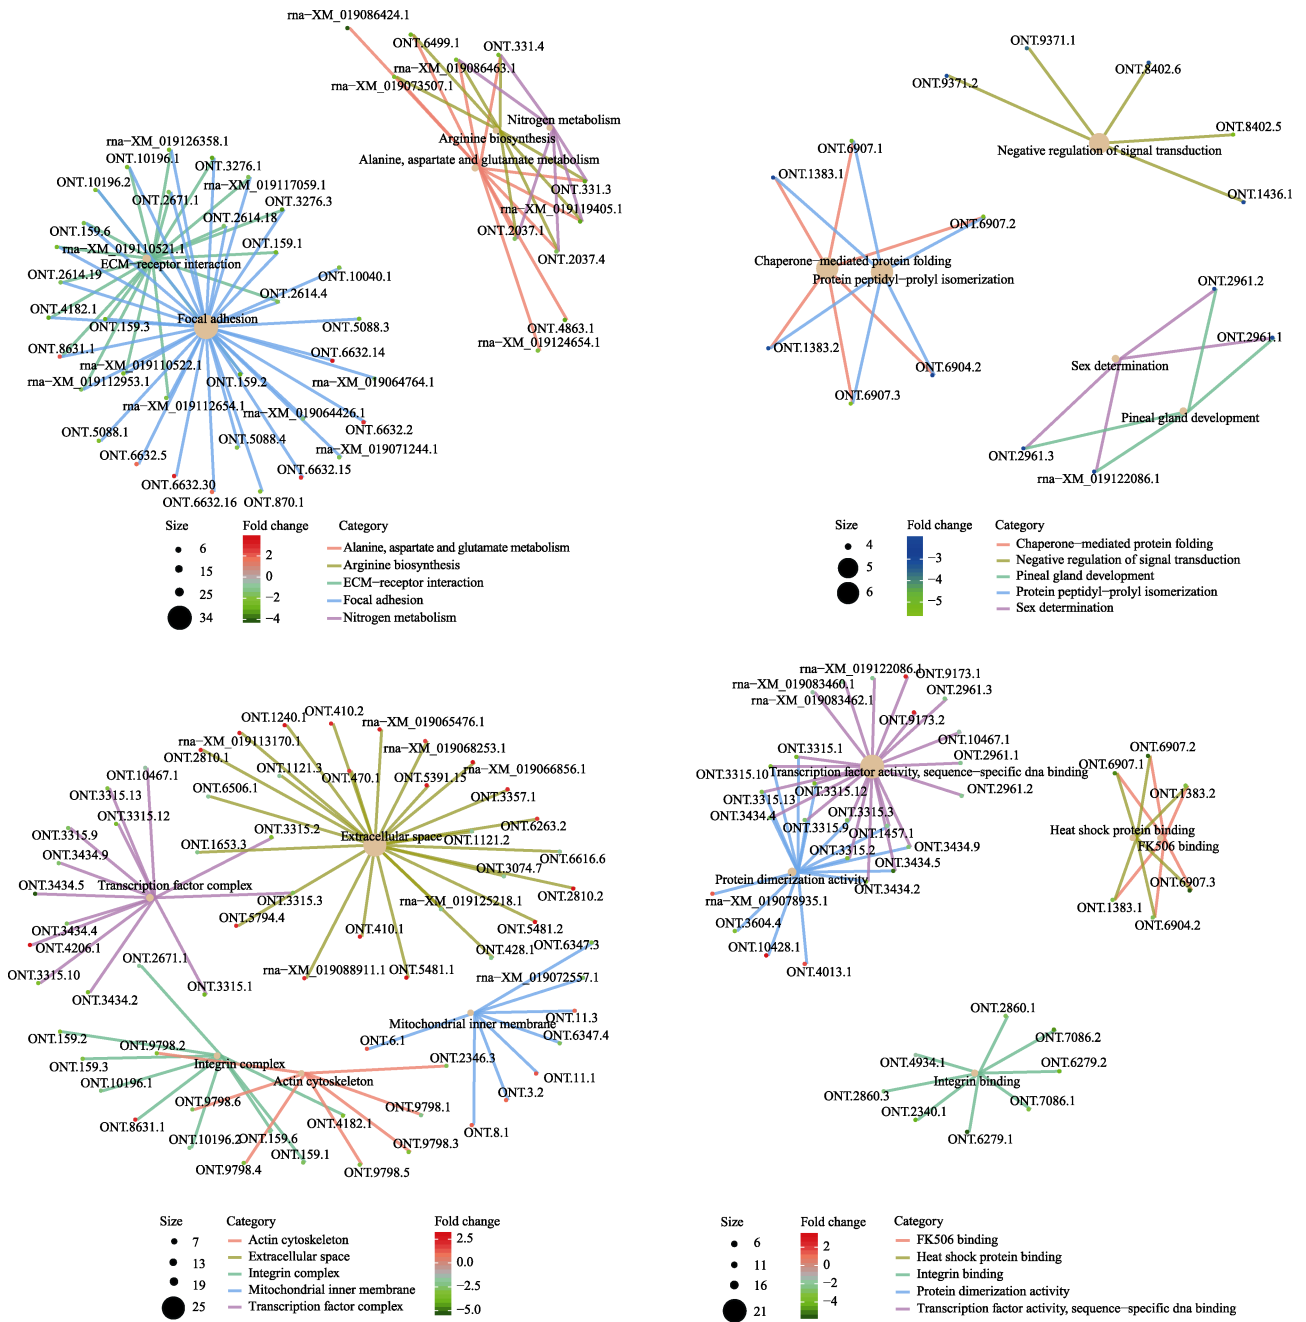 rna−XM_019086424.1
ONT.6499.1
ONT.331.4
rna−XM_019086463.1
rna−XM_019073507.1
Nitrogen metabolism
Arginine biosynthesis
Alanine, aspartate and glutamate metabolism
ONT.331.3
rna−XM_019119405.1
ONT.2037.1
ONT.2037.4
ONT.4863.1
rna−XM_019124654.1
rna−XM_019126358.1
ONT.10196.1
ONT.3276.1
ONT.10196.2
rna−XM_019117059.1
ONT.2671.1
ONT.3276.3
ONT.2614.18
ONT.159.6
rna−XM_019110521.1
ONT.159.1
ECM−receptor interaction
ONT.2614.19
ONT.10040.1
ONT.2614.4
ONT.4182.1
ONT.159.3
Focal adhesion
ONT.5088.3
ONT.8631.1
ONT.6632.14
rna−XM_019110522.1
rna−XM_019112953.1
ONT.159.2
rna−XM_019064764.1
rna−XM_019112654.1
rna−XM_019064426.1
ONT.5088.1
ONT.6632.2
ONT.5088.4
rna−XM_019071244.1
ONT.6632.5
ONT.6632.15
ONT.6632.30
ONT.6632.16
ONT.870.1
Size
6
15
25
34
Fold change
2
0
−2
−4
Category
Alanine, aspartate and glutamate metabolism
Arginine biosynthesis
ECM−receptor interaction
Focal adhesion
Nitrogen metabolism
ONT.9371.1
ONT.9371.2
ONT.8402.6
ONT.8402.5
Negative regulation of signal transduction
ONT.1436.1
ONT.6907.1
ONT.1383.1
ONT.6907.2
Chaperone−mediated protein folding
Protein peptidyl−prolyl isomerization
ONT.1383.2
ONT.6904.2
ONT.6907.3
ONT.2961.2
ONT.2961.1
Sex determination
Pineal gland development
ONT.2961.3
rna−XM_019122086.1
Size
4
5
6
Fold change
−3
−4
−5
Category
Chaperone−mediated protein folding
Negative regulation of signal transduction
Pineal gland development
Protein peptidyl−prolyl isomerization
Sex determination
ONT.1240.1
ONT.410.2
rna−XM_019065476.1
rna−XM_019113170.1
rna−XM_019068253.1
ONT.2810.1
ONT.1121.3
ONT.470.1
ONT.5391.15
rna−XM_019066856.1
ONT.10467.1
ONT.3315.13
ONT.6506.1
ONT.3357.1
ONT.3315.12
ONT.3315.2
ONT.6263.2
ONT.3315.9
ONT.1653.3
Extracellular space
ONT.1121.2
ONT.3434.9
ONT.6616.6
ONT.3074.7
ONT.3434.5
Transcription factor complex
ONT.3315.3
ONT.2810.2
rna−XM_019125218.1
ONT.5794.4
ONT.3434.4
ONT.410.1
ONT.5481.2
ONT.4206.1
ONT.428.1
ONT.6347.3
ONT.2671.1
ONT.3315.10
rna−XM_019088911.1
ONT.5481.1
rna−XM_019072557.1
ONT.3315.1
ONT.3434.2
ONT.11.3
Mitochondrial inner membrane
ONT.159.2
ONT.9798.2
ONT.6.1
ONT.6347.4
ONT.159.3
Integrin complex
ONT.2346.3
ONT.10196.1
Actin cytoskeleton
ONT.11.1
ONT.3.2
ONT.9798.6
ONT.9798.1
ONT.8631.1
ONT.4182.1
ONT.8.1
ONT.10196.2
ONT.159.6
ONT.9798.3
ONT.159.1
ONT.9798.4
ONT.9798.5
Size
7
13
19
25
Category
Actin cytoskeleton
Extracellular space
Integrin complex
Mitochondrial inner membrane
Transcription factor complex
Fold change
2.5
0.0
−2.5
−5.0
rna−XM_019122086.1
ONT.9173.1
rna−XM_019083460.1
ONT.2961.3
rna−XM_019083462.1
ONT.9173.2
ONT.10467.1
ONT.3315.1
ONT.2961.1
ONT.3315.10
Transcription factor activity, sequence−specific dna binding
ONT.2961.2
ONT.3315.13
ONT.3315.12
ONT.3434.4
ONT.3315.3
ONT.3315.9
ONT.1457.1
ONT.3315.2
ONT.3434.9
ONT.3434.5
Protein dimerization activity
ONT.3434.2
rna−XM_019078935.1
ONT.3604.4
ONT.10428.1
ONT.4013.1
ONT.6907.2
ONT.6907.1
ONT.1383.2
Heat shock protein binding
FK506 binding
ONT.6907.3
ONT.1383.1
ONT.6904.2
ONT.2860.1
ONT.7086.2
ONT.4934.1
ONT.6279.2
Integrin binding
ONT.2860.3
ONT.7086.1
ONT.2340.1
ONT.6279.1
Size
6
11
16
21
Fold change
2
0
−2
−4
Category
FK506 binding
Heat shock protein binding
Integrin binding
Protein dimerization activity
Transcription factor activity, sequence−specific dna binding